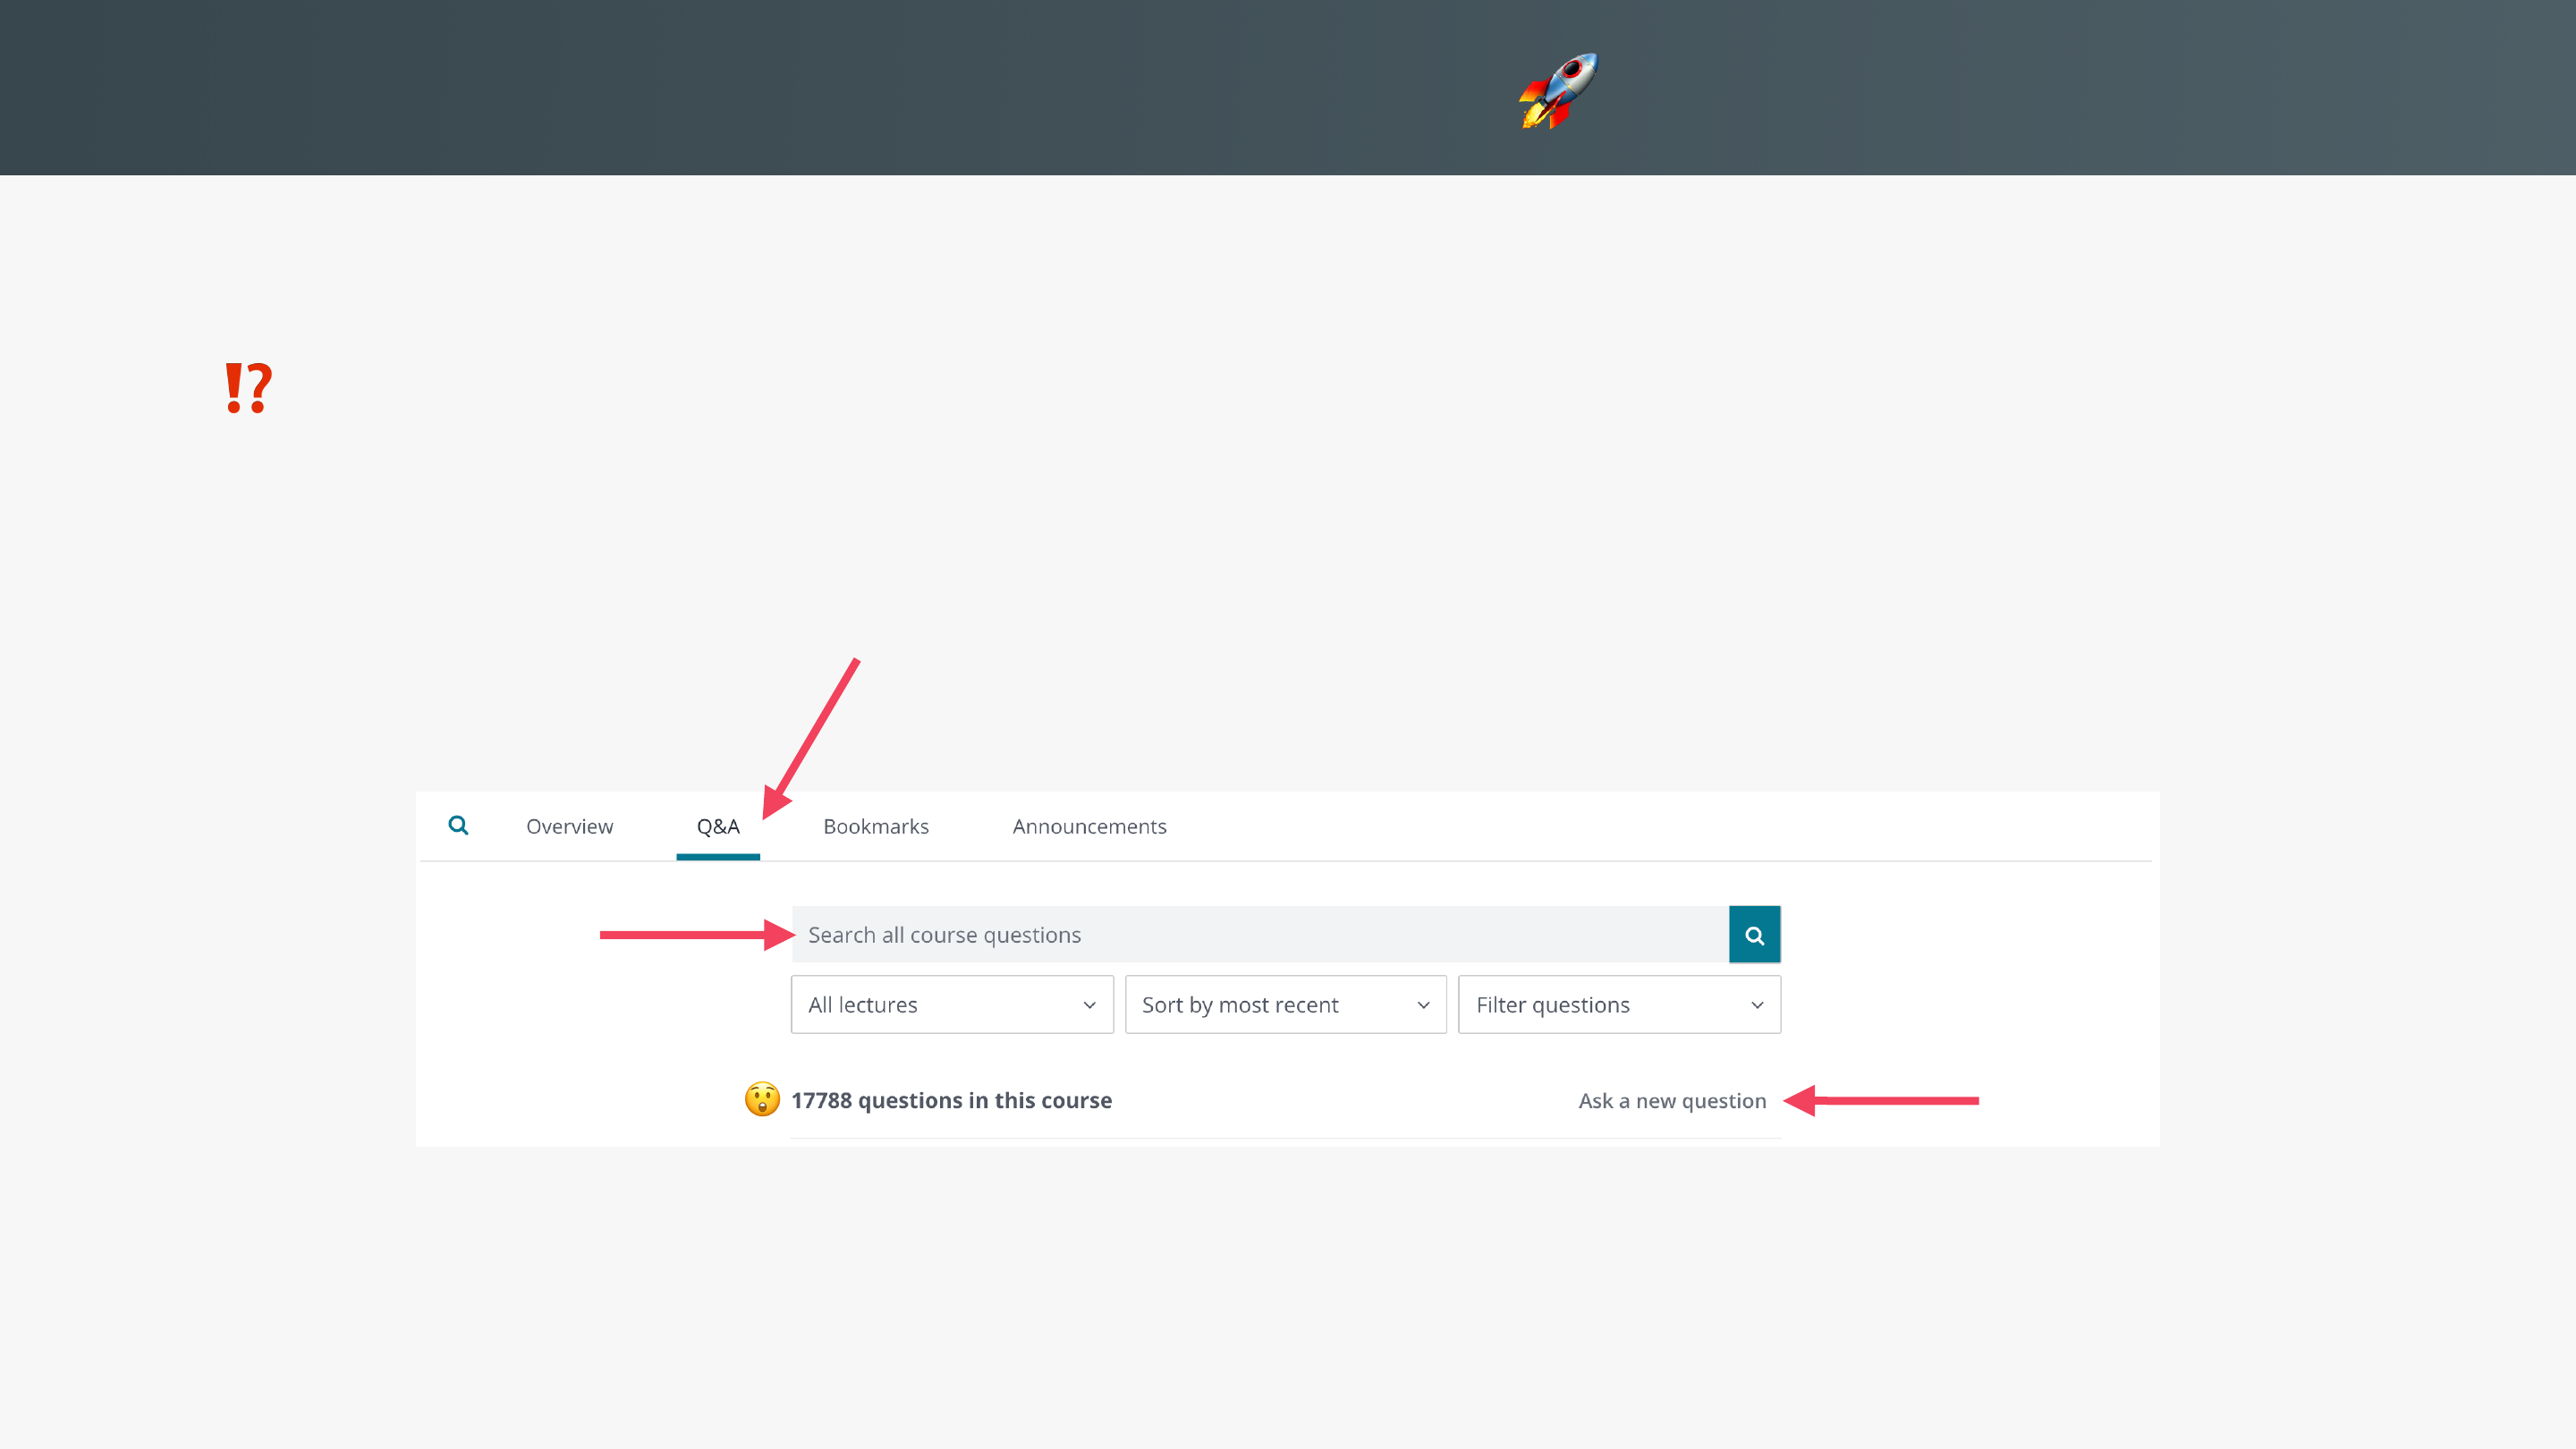 ⁉️
Overview Q&A Bookmarks Announcements
Search all course questions
All lectures Sort by most recent Filter questions
17788 questions in this course Ask a new question